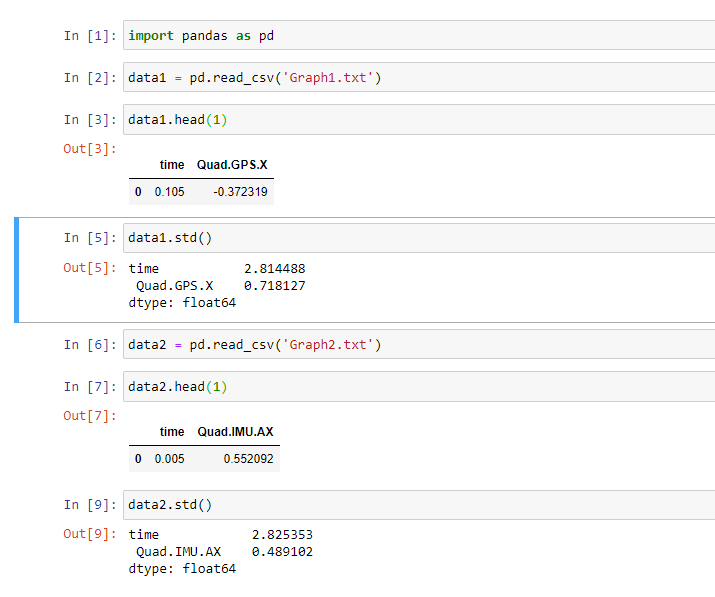 In [1]: import pandas as pd
In [2]: data1 = pd.read_csv('Graph1.txt')
In [3]: data1.head(1)
Out[3]:
time Quad.GPS.X
0 0.105 -0.372319
In [5]: data1.std()
Out[5]: time 2.814488
Quad.GPS.X 0.718127
dtype: float64
In [6]: data2 = pd.read_csv('Graph2.txt')
In [7]: data2.head(1)
Out[7]:
time Quad.IMU.AX
0 0.005 0.552092
In [9]: data2.std()
Out[9]: time 2.825353
Quad.IMU.AX 0.489102
dtype: float64